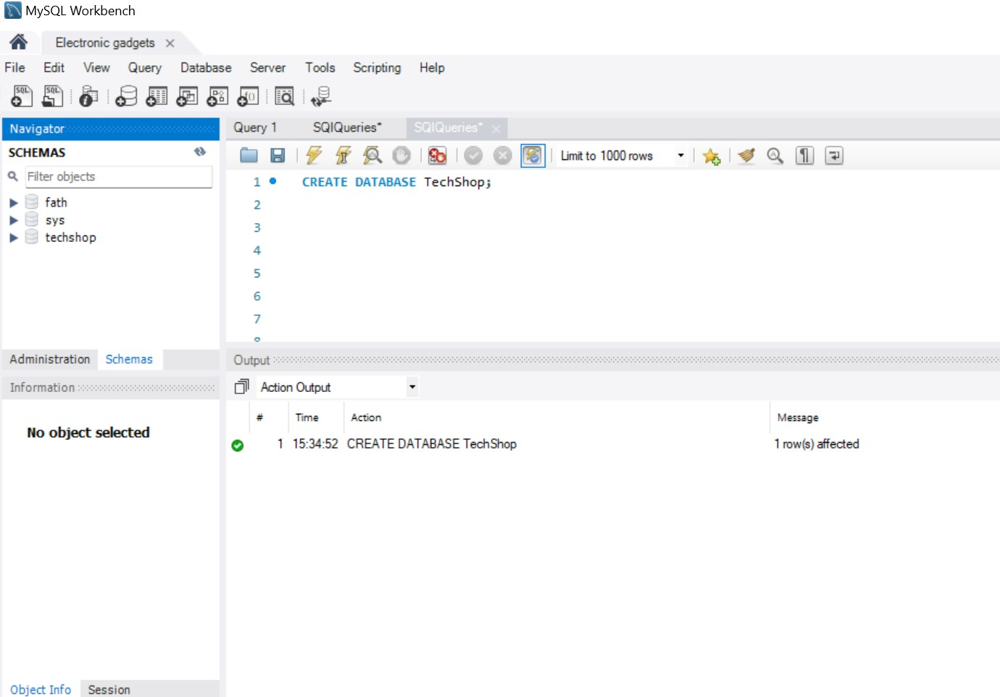 MySQL Workbench
Electronic gadgets
File Edit View Query Database Server Tools Scripting Help
SQL SQL
Navigator
SCHEMAS
Filter objects
fath
sys
techshop
Administration Schemas
Information
No object selected
Object Info Session
Query 1 SQlQueries* SQlQueries*
Limit to 1000 rows
1 CREATE DATABASE TechShop;
2
3
4
5
6
7
8
Output
Action Output
# Time Action Message
1 15:34:52 CREATE DATABASE TechShop 1 row(s) affected